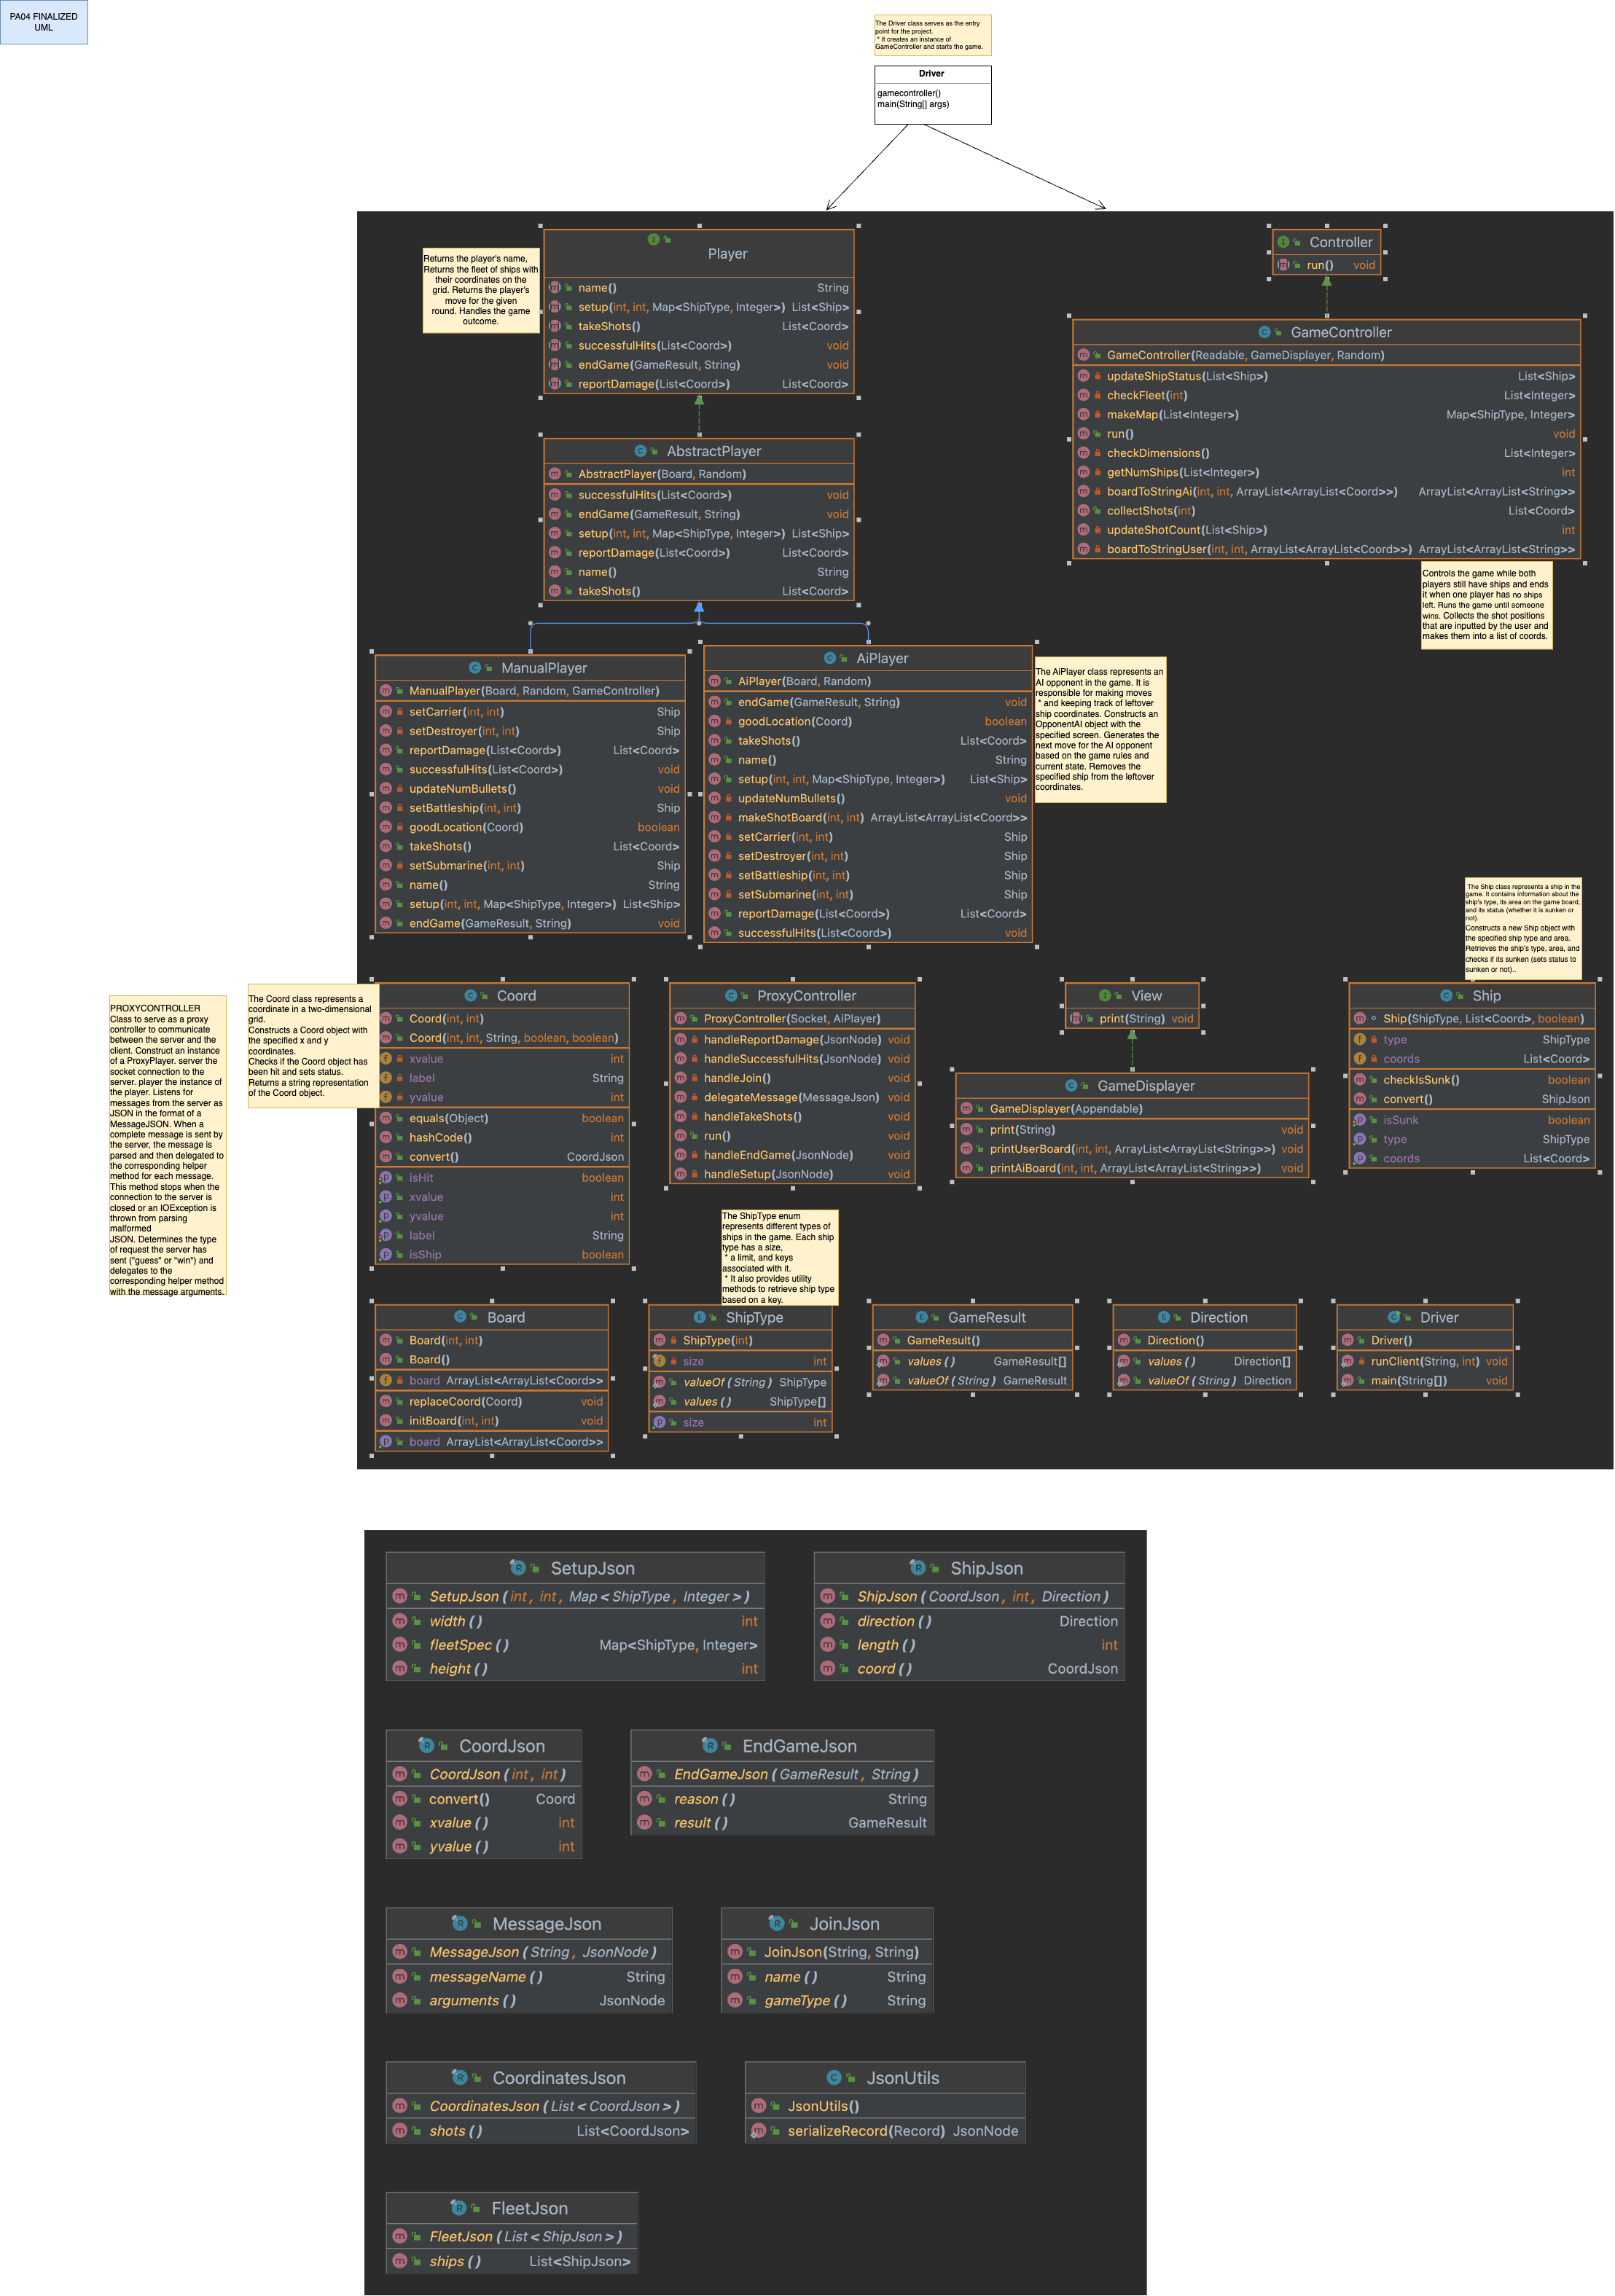 PA04 FINALIZED
UML
The Driver class serves as the entry
point for the project.
* It creates an instance of
GameController and starts the game.
Driver
gamecontroller()
main(String[] args)
Returns the player's name,
Returns the fleet of ships with
their coordinates on the
grid. Returns the player's
move for the given
round. Handles the game
outcome.
Player
name() String
setup(int, int, Map<ShipType, Integer>) List<Ship>
takeShots() List<Coord>
successfulHits(List<Coord>) void
endGame(GameResult, String) void
reportDamage(List<Coord>) List<Coord>
Controller
run() void
GameController
GameController(Readable, GameDisplayer, Random)
updateShipStatus(List<Ship>) List<Ship>
checkFleet(int) List<Integer>
makeMap(List<Integer>) Map<ShipType, Integer>
run() void
checkDimensions() List<Integer>
getNumShips(List<Integer>) int
boardToStringAi(int, int, ArrayList<ArrayList<Coord>>) ArrayList<ArrayList<String>>
collectShots(int) List<Coord>
updateShotCount(List<Ship>) int
boardToStringUser(int, int, ArrayList<ArrayList<Coord>>) ArrayList<ArrayList<String>>
Controls the game while both
players still have ships and ends
it when one player has no ships
left. Runs the game until someone
wins. Collects the shot positions
that are inputted by the user and
makes them into a list of coords.
AbstractPlayer
AbstractPlayer(Board, Random)
successfulHits(List<Coord>) void
endGame(GameResult, String) void
setup(int, int, Map<ShipType, Integer>) List<Ship>
reportDamage(List<Coord>) List<Coord>
name() String
takeShots() List<Coord>
ManualPlayer
ManualPlayer(Board, Random, GameController)
setCarrier(int, int) Ship
setDestroyer(int, int) Ship
reportDamage(List<Coord>) List<Coord>
successfulHits(List<Coord>) void
updateNumBullets() void
setBattleship(int, int) Ship
goodLocation(Coord) boolean
takeShots() List<Coord>
setSubmarine(int, int) Ship
name() String
setup(int, int, Map<ShipType, Integer>) List<Ship>
endGame(GameResult, String) void
AiPlayer
AiPlayer(Board, Random)
endGame(GameResult, String) void
goodLocation(Coord) boolean
takeShots() List<Coord>
name() String
setup(int, int, Map<ShipType, Integer>) List<Ship>
updateNumBullets() void
makeShotBoard(int, int) ArrayList<ArrayList<Coord>>
setCarrier(int, int) Ship
setDestroyer(int, int) Ship
setBattleship(int, int) Ship
setSubmarine(int, int) Ship
reportDamage(List<Coord>) List<Coord>
successfulHits(List<Coord>) void
The AiPlayer class represents an
AI opponent in the game. It is
responsible for making moves
* and keeping track of leftover
ship coordinates. Constructs an
OpponentAI object with the
specified screen. Generates the
next move for the AI opponent
based on the game rules and
current state. Removes the
specified ship from the leftover
coordinates.
The Ship class represents a ship in the
game. It contains information about the
ship's type, its area on the game board,
and its status (whether it is sunken or
not).
Constructs a new Ship object with
the specified ship type and area.
Retrieves the ship's type, area, and
checks if its sunken (sets status to
sunken or not)..
PROXYCONTROLLER
Class to serve as a proxy
controller to communicate
between the server and the
client. Construct an instance
of a ProxyPlayer. server the
socket connection to the
server. player the instance of
the player. Listens for
messages from the server as
JSON in the format of a
MessageJSON. When a
complete message is sent by
the server, the message is
parsed and then delegated to
the corresponding helper
method for each message.
This method stops when the
connection to the server is
closed or an IOException is
thrown from parsing
malformed
JSON. Determines the type
of request the server has
sent ("guess" or "win") and
delegates to the
corresponding helper method
with the message arguments.
The Coord class represents a
coordinate in a two-dimensional
grid.
Constructs a Coord object with
the specified x and y
coordinates.
Checks if the Coord object has
been hit and sets status.
Returns a string representation
of the Coord object.
Coord
Coord(int, int)
Coord(int, int, String, boolean, boolean)
xvalue int
label String
yvalue int
equals(Object) boolean
hashCode() int
convert() CoordJson
isHit boolean
xvalue int
yvalue int
label String
isShip boolean
ProxyController
ProxyController(Socket, AiPlayer)
handleReportDamage(JsonNode) void
handleSuccessfulHits(JsonNode) void
handleJoin() void
delegateMessage(MessageJson) void
handleTakeShots() void
run() void
handleEndGame(JsonNode) void
handleSetup(JsonNode) void
View
print(String) void
GameDisplayer
GameDisplayer(Appendable)
print(String) void
printUserBoard(int, int, ArrayList<ArrayList<String>>) void
printAiBoard(int, int, ArrayList<ArrayList<String>>) void
Ship
Ship(ShipType, List<Coord>, boolean)
type ShipType
coords List<Coord>
checkIsSunk() boolean
convert() ShipJson
isSunk boolean
type ShipType
coords List<Coord>
The ShipType enum
represents different types of
ships in the game. Each ship
type has a size,
* a limit, and keys
associated with it.
* It also provides utility
methods to retrieve ship type
based on a key.
Board
Board(int, int)
Board()
board ArrayList<ArrayList<Coord>>
replaceCoord(Coord) void
initBoard(int, int) void
board ArrayList<ArrayList<Coord>>
ShipType
ShipType(int)
size int
valueOf(String) ShipType
values() ShipType[]
size int
GameResult
GameResult()
values() GameResult[]
valueOf(String) GameResult
Direction
Direction()
values() Direction[]
valueOf(String) Direction
Driver
Driver()
runClient(String, int) void
main(String[]) void
SetupJson
SetupJson(int, int, Map<ShipType, Integer>)
width() int
fleetSpec() Map<ShipType, Integer>
height() int
ShipJson
ShipJson(CoordJson, int, Direction)
direction() Direction
length() int
coord() CoordJson
CoordJson
CoordJson(int, int)
convert() Coord
xvalue() int
yvalue() int
EndGameJson
EndGameJson(GameResult, String)
reason() String
result() GameResult
MessageJson
MessageJson(String, JsonNode)
messageName() String
arguments() JsonNode
JoinJson
JoinJson(String, String)
name() String
gameType() String
CoordinatesJson
CoordinatesJson(List<CoordJson>)
shots() List<CoordJson>
JsonUtils
JsonUtils()
serializeRecord(Record) JsonNode
FleetJson
FleetJson(List<ShipJson>)
ships() List<ShipJson>